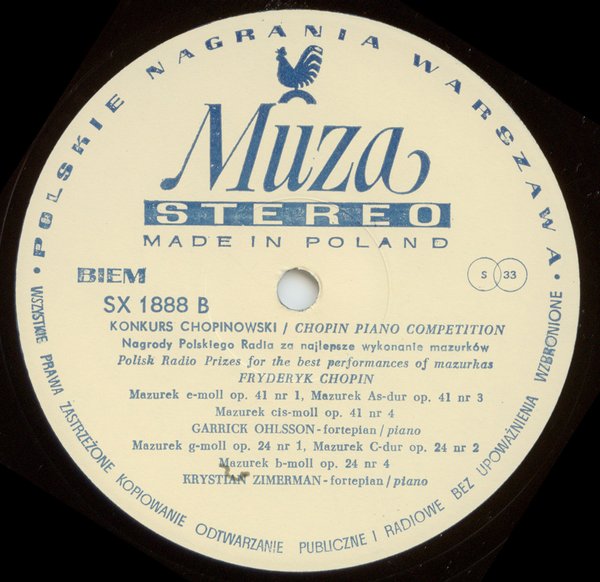 POLSKIE NAGRANIA WARSZAWA
Muza
STEREO
MADE IN POLAND
BIEM
S 33
SX 1888 B
KONKURS CHOPINOWSKI / CHOPIN PIANO COMPETITION
Nagrody Polskiego Radia za najlepsze wykonanie mazurków
Polish Radio Prizes for the best performances of mazurkas
FRYDERYK CHOPIN
Mazurek e-moll op. 41 nr 1, Mazurek As-dur op. 41 nr 3
Mazurek cis-moll op. 41 nr 4
GARRICK OHLSSON-fortepian/piano
Mazurek g-moll op. 24 nr 1, Mazurek C-dur op. 24 nr 2
Mazurek b-moll op. 24 nr 4
KRYSTIAN ZIMERMAN-fortepian/piano
• WSZYSTKIE PRAWA ZASTRZEŻONE KOPIOWANIE ODTWARZANIE PUBLICZNE I RADIOWE BEZ UPOWAŻNIENIA WZBRONIONE •